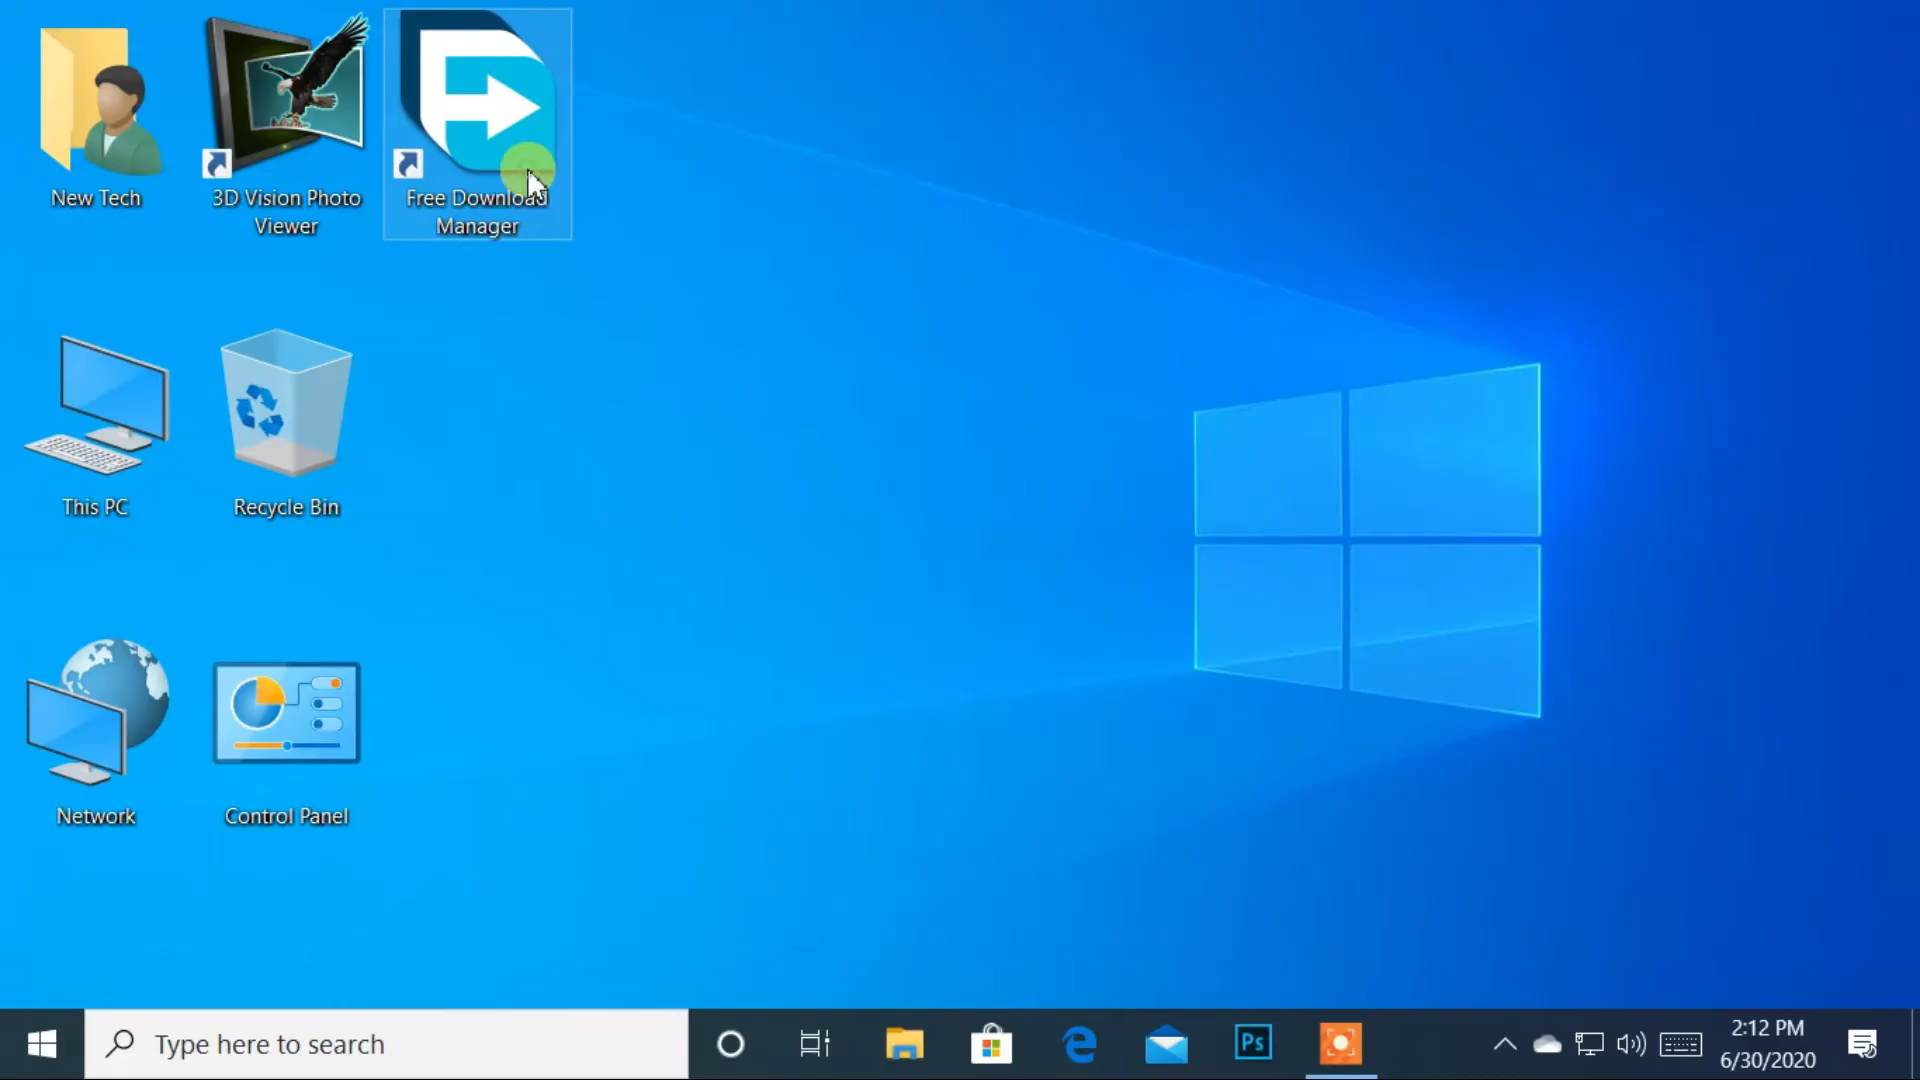 New Tech
3D Vision Photo
Viewer
Free Download
Manager
This PC
Recycle Bin
Network
Control Panel
Type here to search
Ps
2:12 PM
6/30/2020